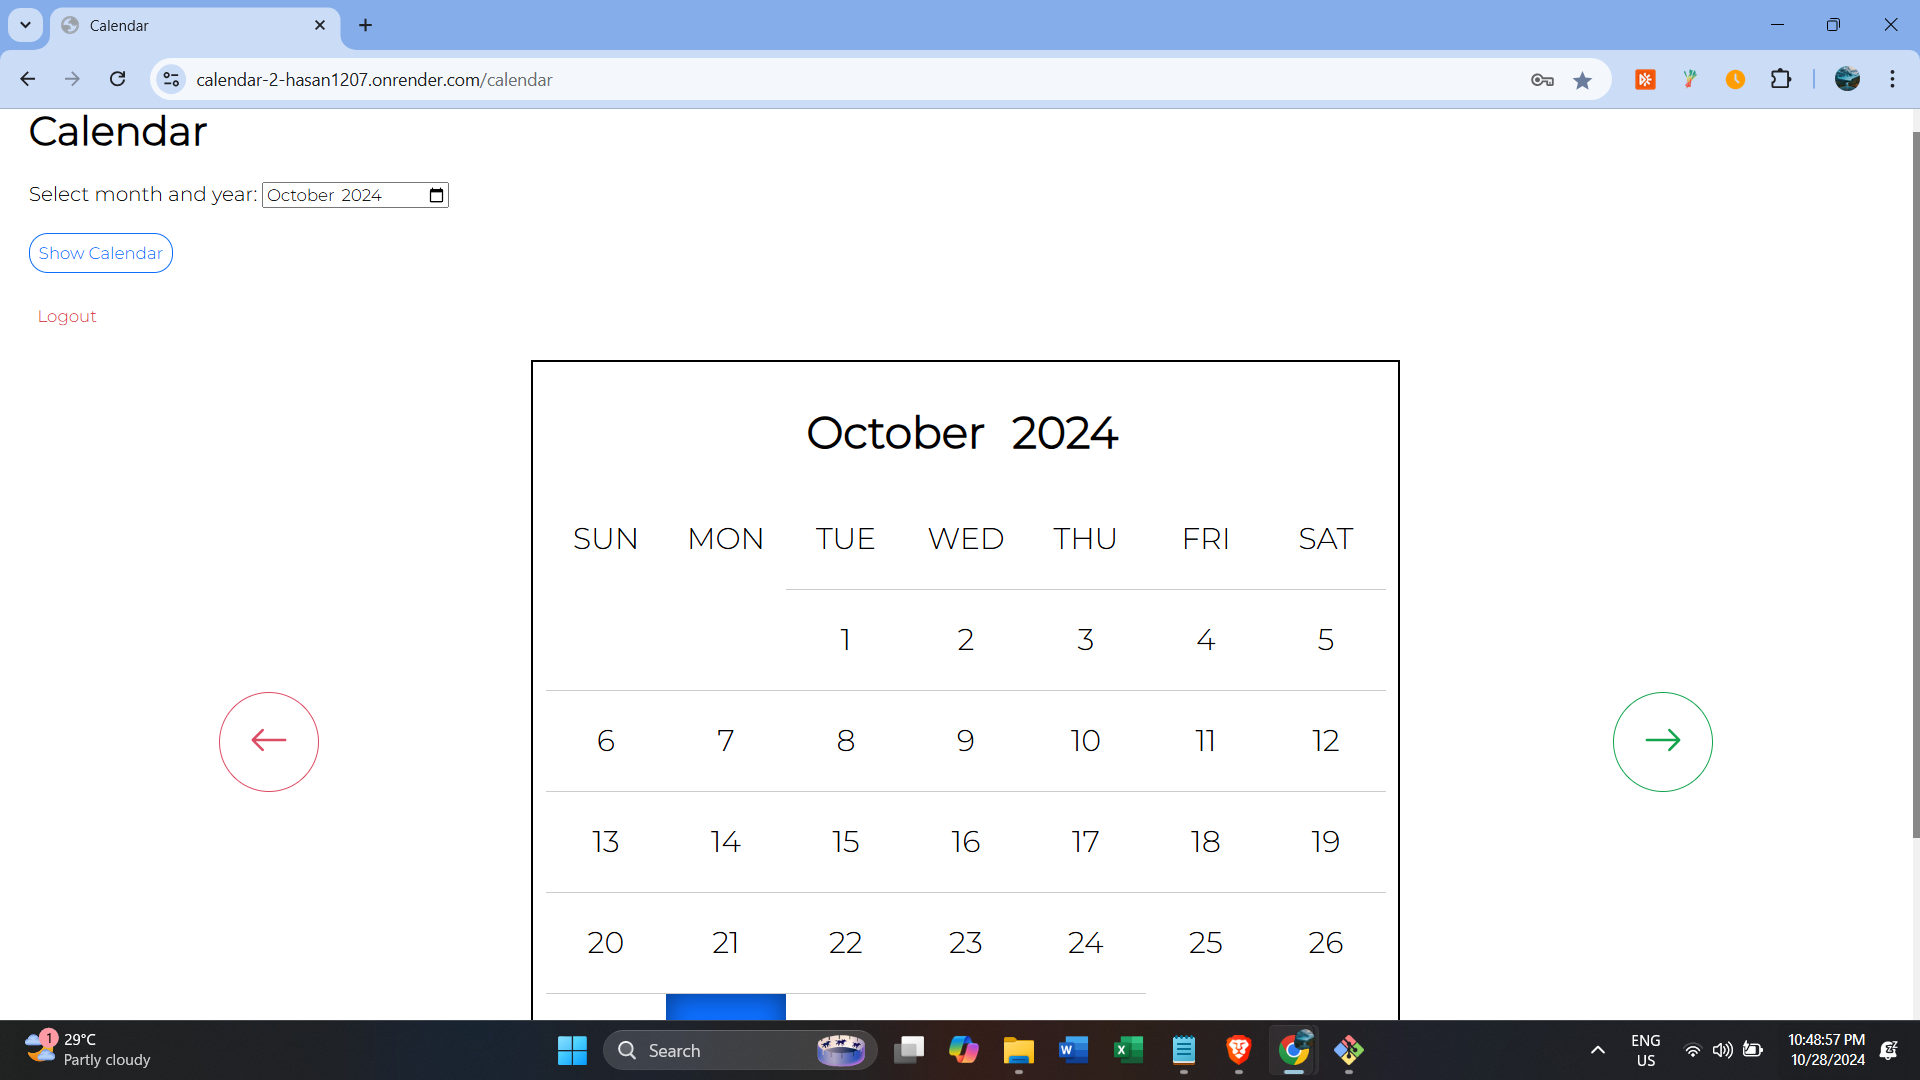 Calendar
calendar-2-hasan1207.onrender.com/calendar
Calendar
Select month and year: October 2024
Show Calendar
Logout
October 2024
SUN MON TUE WED THU FRI SAT
1 2 3 4 5
6 7 8 9 10 11 12
13 14 15 16 17 18 19
20 21 22 23 24 25 26
1 29°C
Partly cloudy
Search
ENG
US
10:48:57 PM
10/28/2024